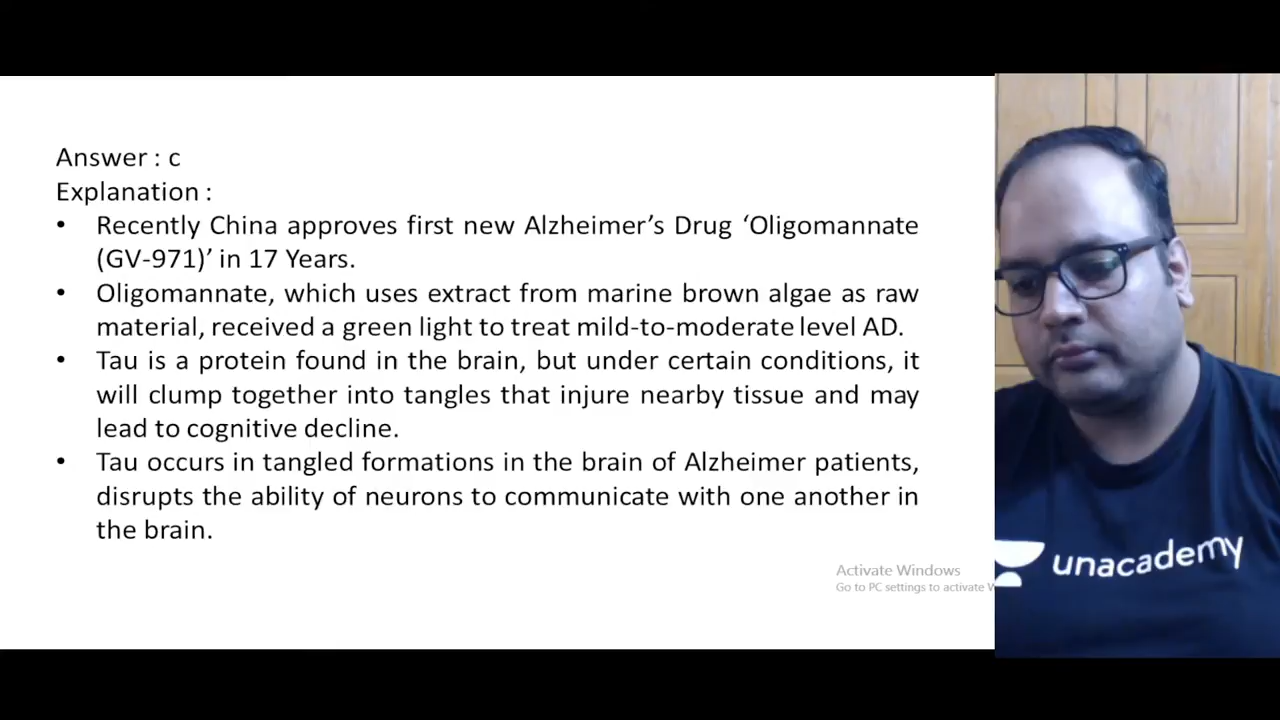 Answer : c
Explanation :
• Recently China approves first new Alzheimer’s Drug ‘Oligomannate
(GV-971)’ in 17 Years.
• Oligomannate, which uses extract from marine brown algae as raw
material, received a green light to treat mild-to-moderate level AD.
• Tau is a protein found in the brain, but under certain conditions, it
will clump together into tangles that injure nearby tissue and may
lead to cognitive decline.
• Tau occurs in tangled formations in the brain of Alzheimer patients,
disrupts the ability of neurons to communicate with one another in
the brain.
Activate Windows
Go to PC settings to activate W
unacademy